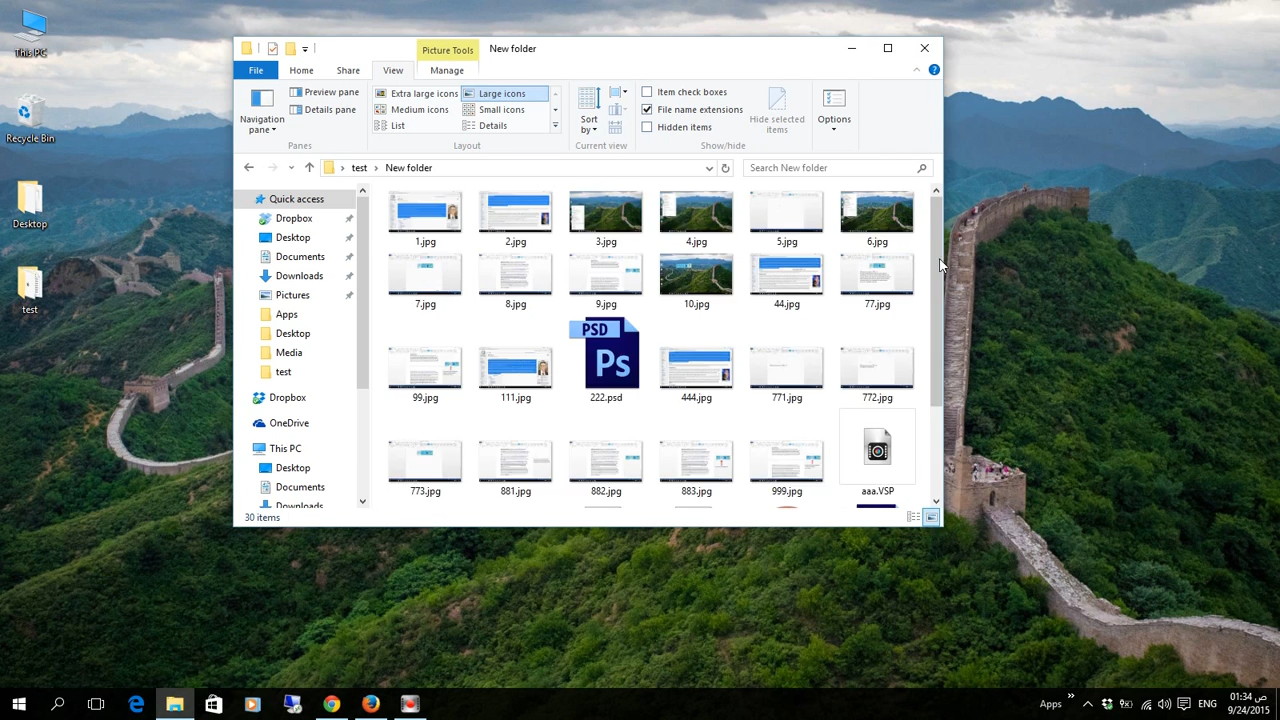 This PC
Recycle Bin
Desktop
test
Picture Tools
New folder
File
Home
Share
View
Manage
Navigation pane
Preview pane
Details pane
Panes
Extra large icons
Large icons
Medium icons
Small icons
List
Details
Layout
Sort by
Current view
Item check boxes
File name extensions
Hidden items
Hide selected items
Show/hide
Options
test
New folder
Search New folder
Quick access
Dropbox
Desktop
Documents
Downloads
Pictures
Apps
Desktop
Media
test
Dropbox
OneDrive
This PC
Desktop
Documents
Downloads
1.jpg
2.jpg
3.jpg
4.jpg
5.jpg
6.jpg
7.jpg
8.jpg
9.jpg
10.jpg
44.jpg
77.jpg
PSD
Ps
99.jpg
111.jpg
222.psd
444.jpg
771.jpg
772.jpg
773.jpg
881.jpg
882.jpg
883.jpg
999.jpg
aaa.VSP
30 items
Apps
ENG
01:34 ص
9/24/2015